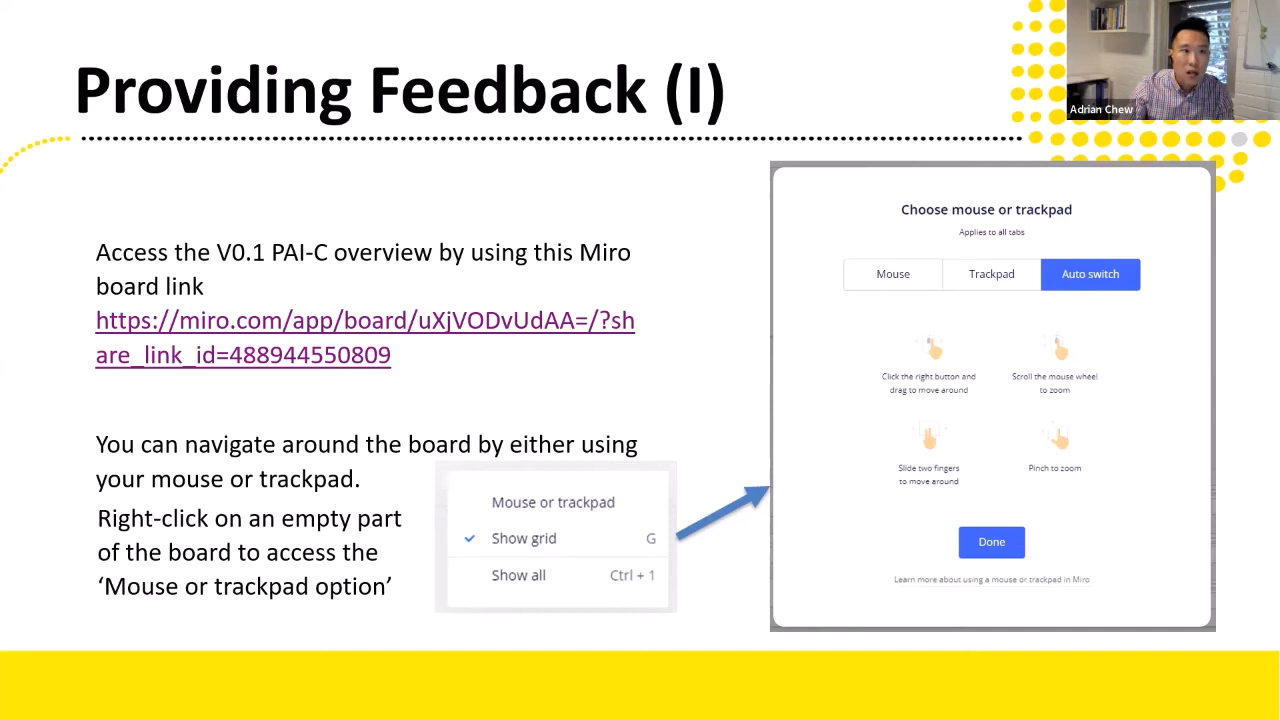 Providing Feedback (I)
Adrian Chew
Access the V0.1 PAI-C overview by using this Miro
board link
https://miro.com/app/board/uXjVODvUdAA=/?sh
are_link_id=488944550809
You can navigate around the board by either using
your mouse or trackpad.
Right-click on an empty part
of the board to access the
‘Mouse or trackpad option’
Mouse or trackpad
Show grid G
Show all Ctrl + 1
Choose mouse or trackpad
Applies to all tabs
Mouse Trackpad Auto switch
Click the right button and
drag to move around
Scroll the mouse wheel
to zoom
Slide two fingers
to move around
Pinch to zoom
Done
Learn more about using a mouse or trackpad in Miro